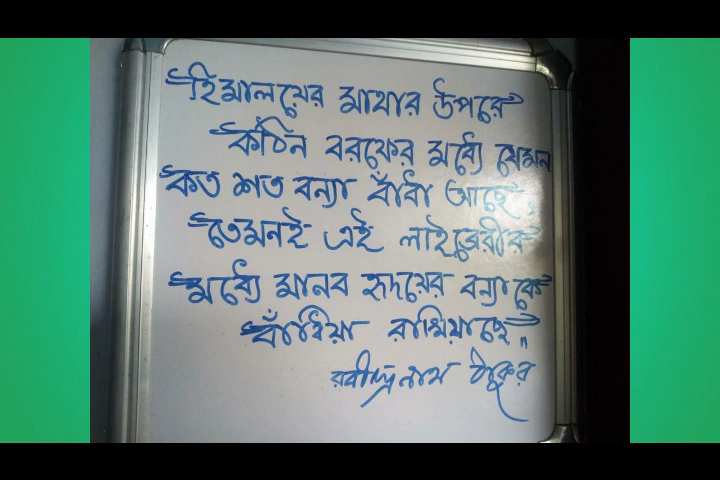 হিমালয়ের মাথার উপরে
কঠিন বরফের মধ্যে যেমন
কত শত বন্যা বাঁধা আছে,
তেমনই এই লাইব্রেরীর
মধ্যে মানব হৃদয়ের বন্যাকে
বাঁধিয়া রাখিয়াছে"
রবীন্দ্রনাথ ঠাকুর